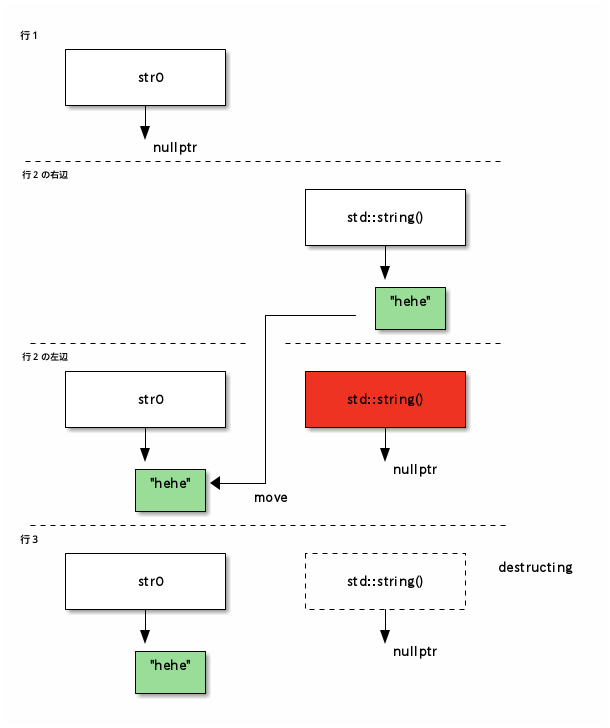 行 1
str0
nullptr
行 2 の右辺
std::string()
"hehe"
行 2 の左辺
str0
std::string()
"hehe"
nullptr
move
行 3
str0
std::string()
destructing
"hehe"
nullptr